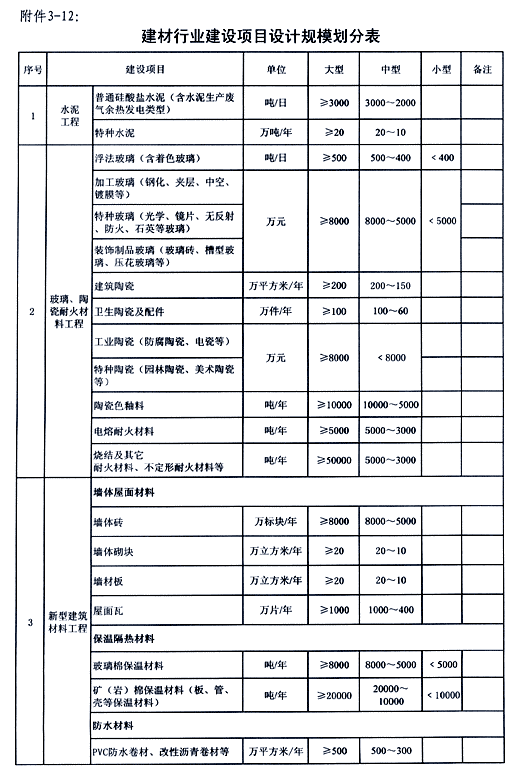 附件3-12：
建材行业建设项目设计规模划分表
序号 建设项目 单位 大型 中型 小型 备注
1 水泥工程 普通硅酸盐水泥（含水泥生产废气余热发电类型） 吨/日 ≥3000 3000～2000
特种水泥 万吨/年 ≥20 20～10
2 玻璃、陶瓷耐火材料工程 浮法玻璃（含着色玻璃） 吨/日 ≥500 500～400 ＜400
加工玻璃（钢化、夹层、中空、镀膜等） 万元 ≥8000 8000～5000 ＜5000
特种玻璃（光学、镜片、无反射、防火、石英等玻璃）
装饰制品玻璃（玻璃砖、槽型玻璃、压花玻璃等）
建筑陶瓷 万平方米/年 ≥200 200～150
卫生陶瓷及配件 万件/年 ≥100 100～60
工业陶瓷（防腐陶瓷、电瓷等） 万元 ≥8000 ＜8000
特种陶瓷（园林陶瓷、美术陶瓷等）
陶瓷色釉料 吨/年 ≥10000 10000～5000
电熔耐火材料 吨/年 ≥5000 5000～3000
烧结及其它
耐火材料、不定形耐火材料等 吨/年 ≥50000 5000～3000
3 新型建筑材料工程 墙体屋面材料
墙体砖 万标块/年 ≥8000 8000～5000
墙体砌块 万立方米/年 ≥20 20～10
墙材板 万立方米/年 ≥20 20～10
屋面瓦 万片/年 ≥1000 1000～400
保温隔热材料
玻璃棉保温材料 吨/年 ≥8000 8000～5000 ＜5000
矿（岩）棉保温材料（板、管、壳等保温材料） 吨/年 ≥20000 20000～10000 ＜10000
防水材料
PVC防水卷材、改性沥青卷材等 万平方米/年 ≥500 500～300